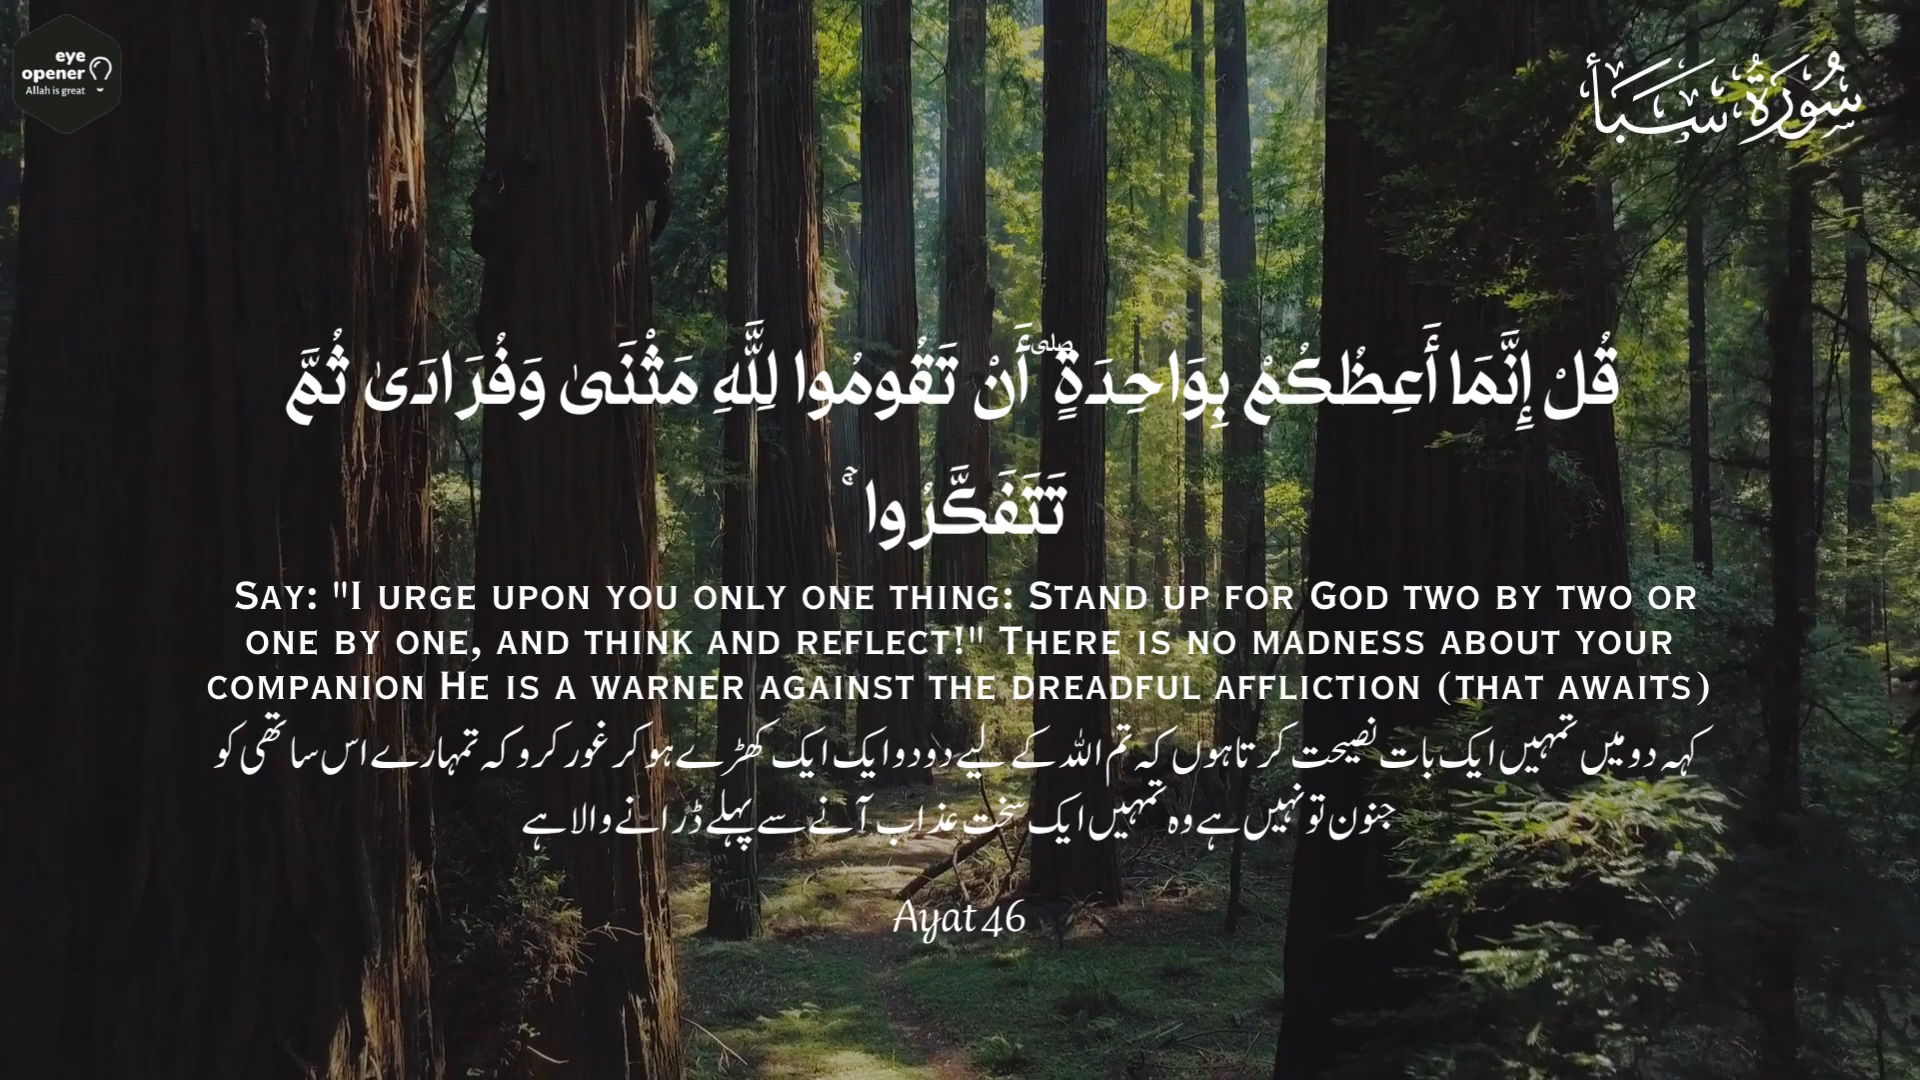 eye
opener
Allah is great
سُورَةُ سَبَأ
قُلْ إِنَّمَا أَعِظُكُمْ بِوَاحِدَةٍ ۖ أَنْ تَقُومُوا لِلَّهِ مَثْنَىٰ وَفُرَادَىٰ ثُمَّ
تَتَفَكَّرُوا ۚ
Say: "I urge upon you only one thing: Stand up for God two by two or
one by one, and think and reflect!" There is no madness about your
companion He is a warner against the dreadful affliction (that awaits)
کہہ دو میں تمہیں ایک بات نصیحت کرتا ہوں کہ تم الله کے لیے دو دو ایک ایک کھڑے ہو کر غور کرو کہ تمہارے اس ساتھی کو
جنون تو نہیں ہے وہ تمہیں ایک سخت عذاب آنے سے پہلے ڈرانے والا ہے
Ayat 46